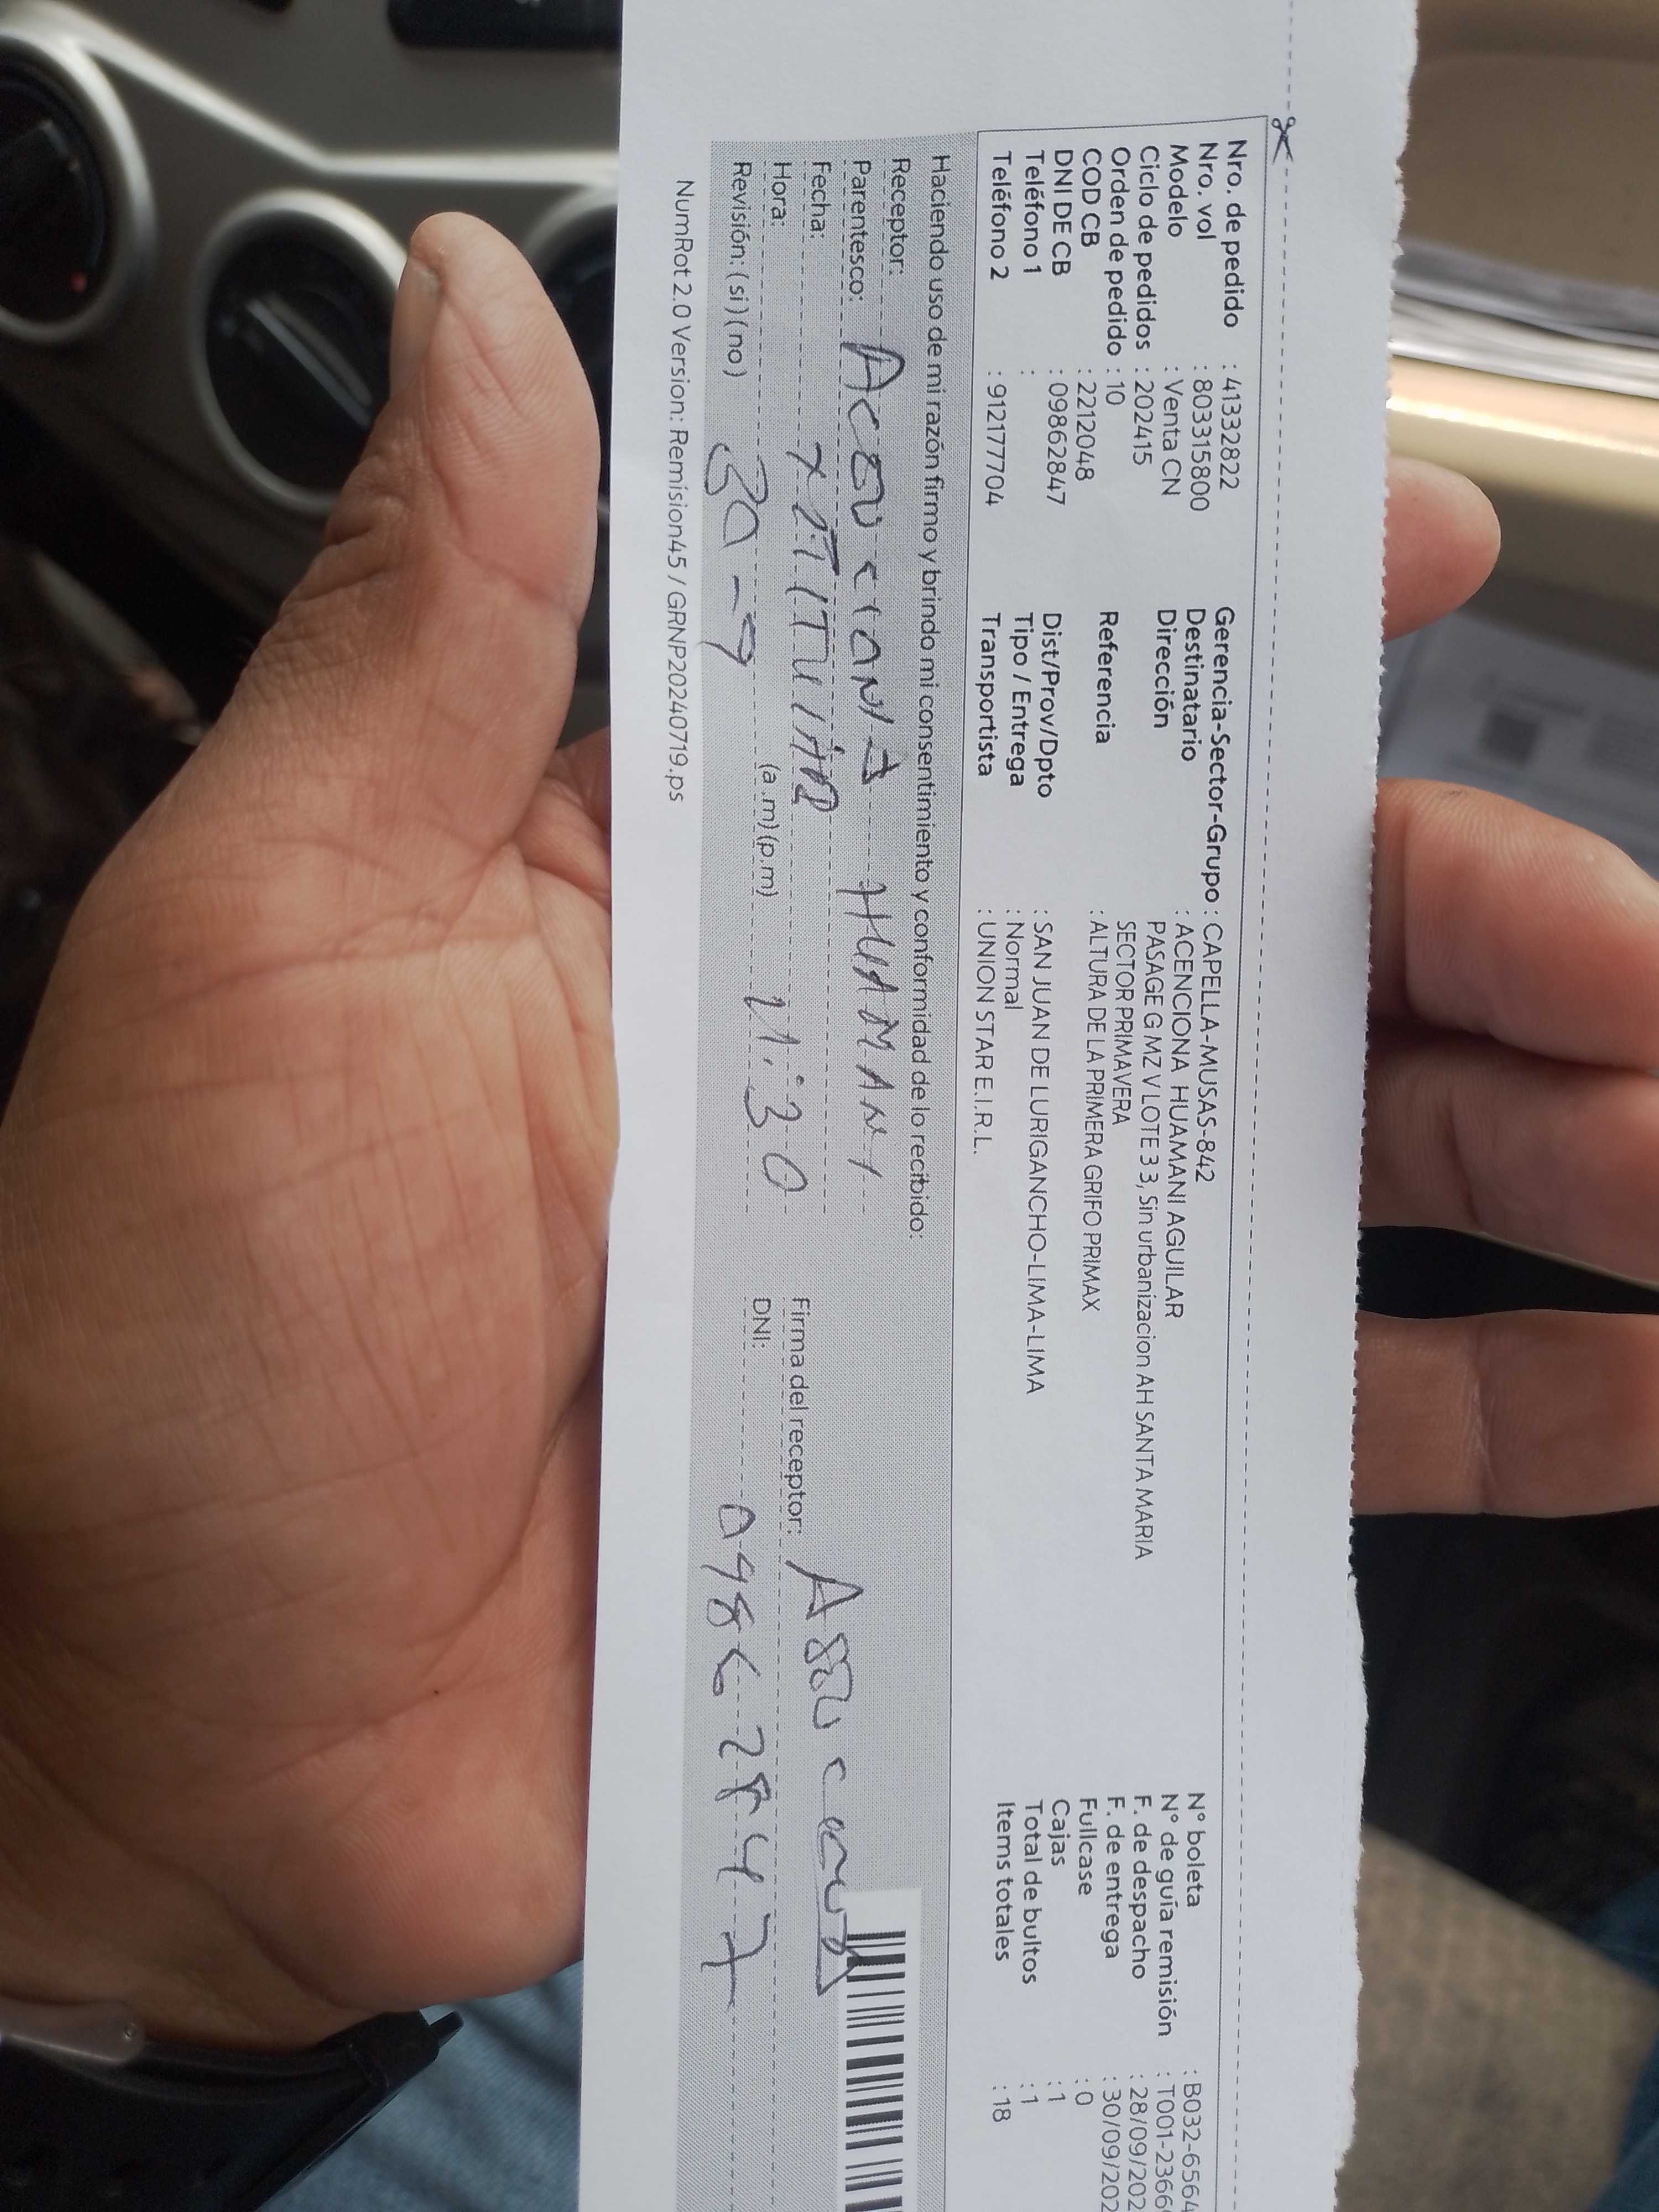 Nro. de pedido : 41332822
Nro. vol : 803315800
Modelo : Venta CN
Ciclo de pedidos : 202415
Orden de pedido : 10
COD CB : 2212048
DNI DE CB : 09862847
Teléfono 1 :
Teléfono 2 : 912177704
Gerencia-Sector-Grupo : CAPELLA-MUSAS-842
Destinatario : ACENCIONA HUAMANI AGUILAR
Dirección PASAGE G MZ V LOTE 3 3, Sin urbanizacion AH SANTA MARIA
SECTOR PRIMAVERA
Referencia : ALTURA DE LA PRIMERA GRIFO PRIMAX
Dist/Prov/Dpto : SAN JUAN DE LURIGANCHO-LIMA-LIMA
Tipo / Entrega : Normal
Transportista : UNION STAR E.I.R.L.
N° boleta : B032-6564
N° de guía remisión : T001-2366
F. de despacho : 28/09/202
F. de entrega : 30/09/202
Fullcase : 0
Cajas : 1
Total de bultos : 1
Items totales : 18
Haciendo uso de mi razón firmo y brindo mi consentimiento y conformidad de lo recibido:
Receptor: HUAMANI
Parentesco:
Fecha:
Hora: (a.m) (p.m) 11:30
Revisión: (si) (no) 30-9
Firma del receptor:
DNI: 09862847
NumRot 2.0 Version: Remision45 / GRNP20240719.ps